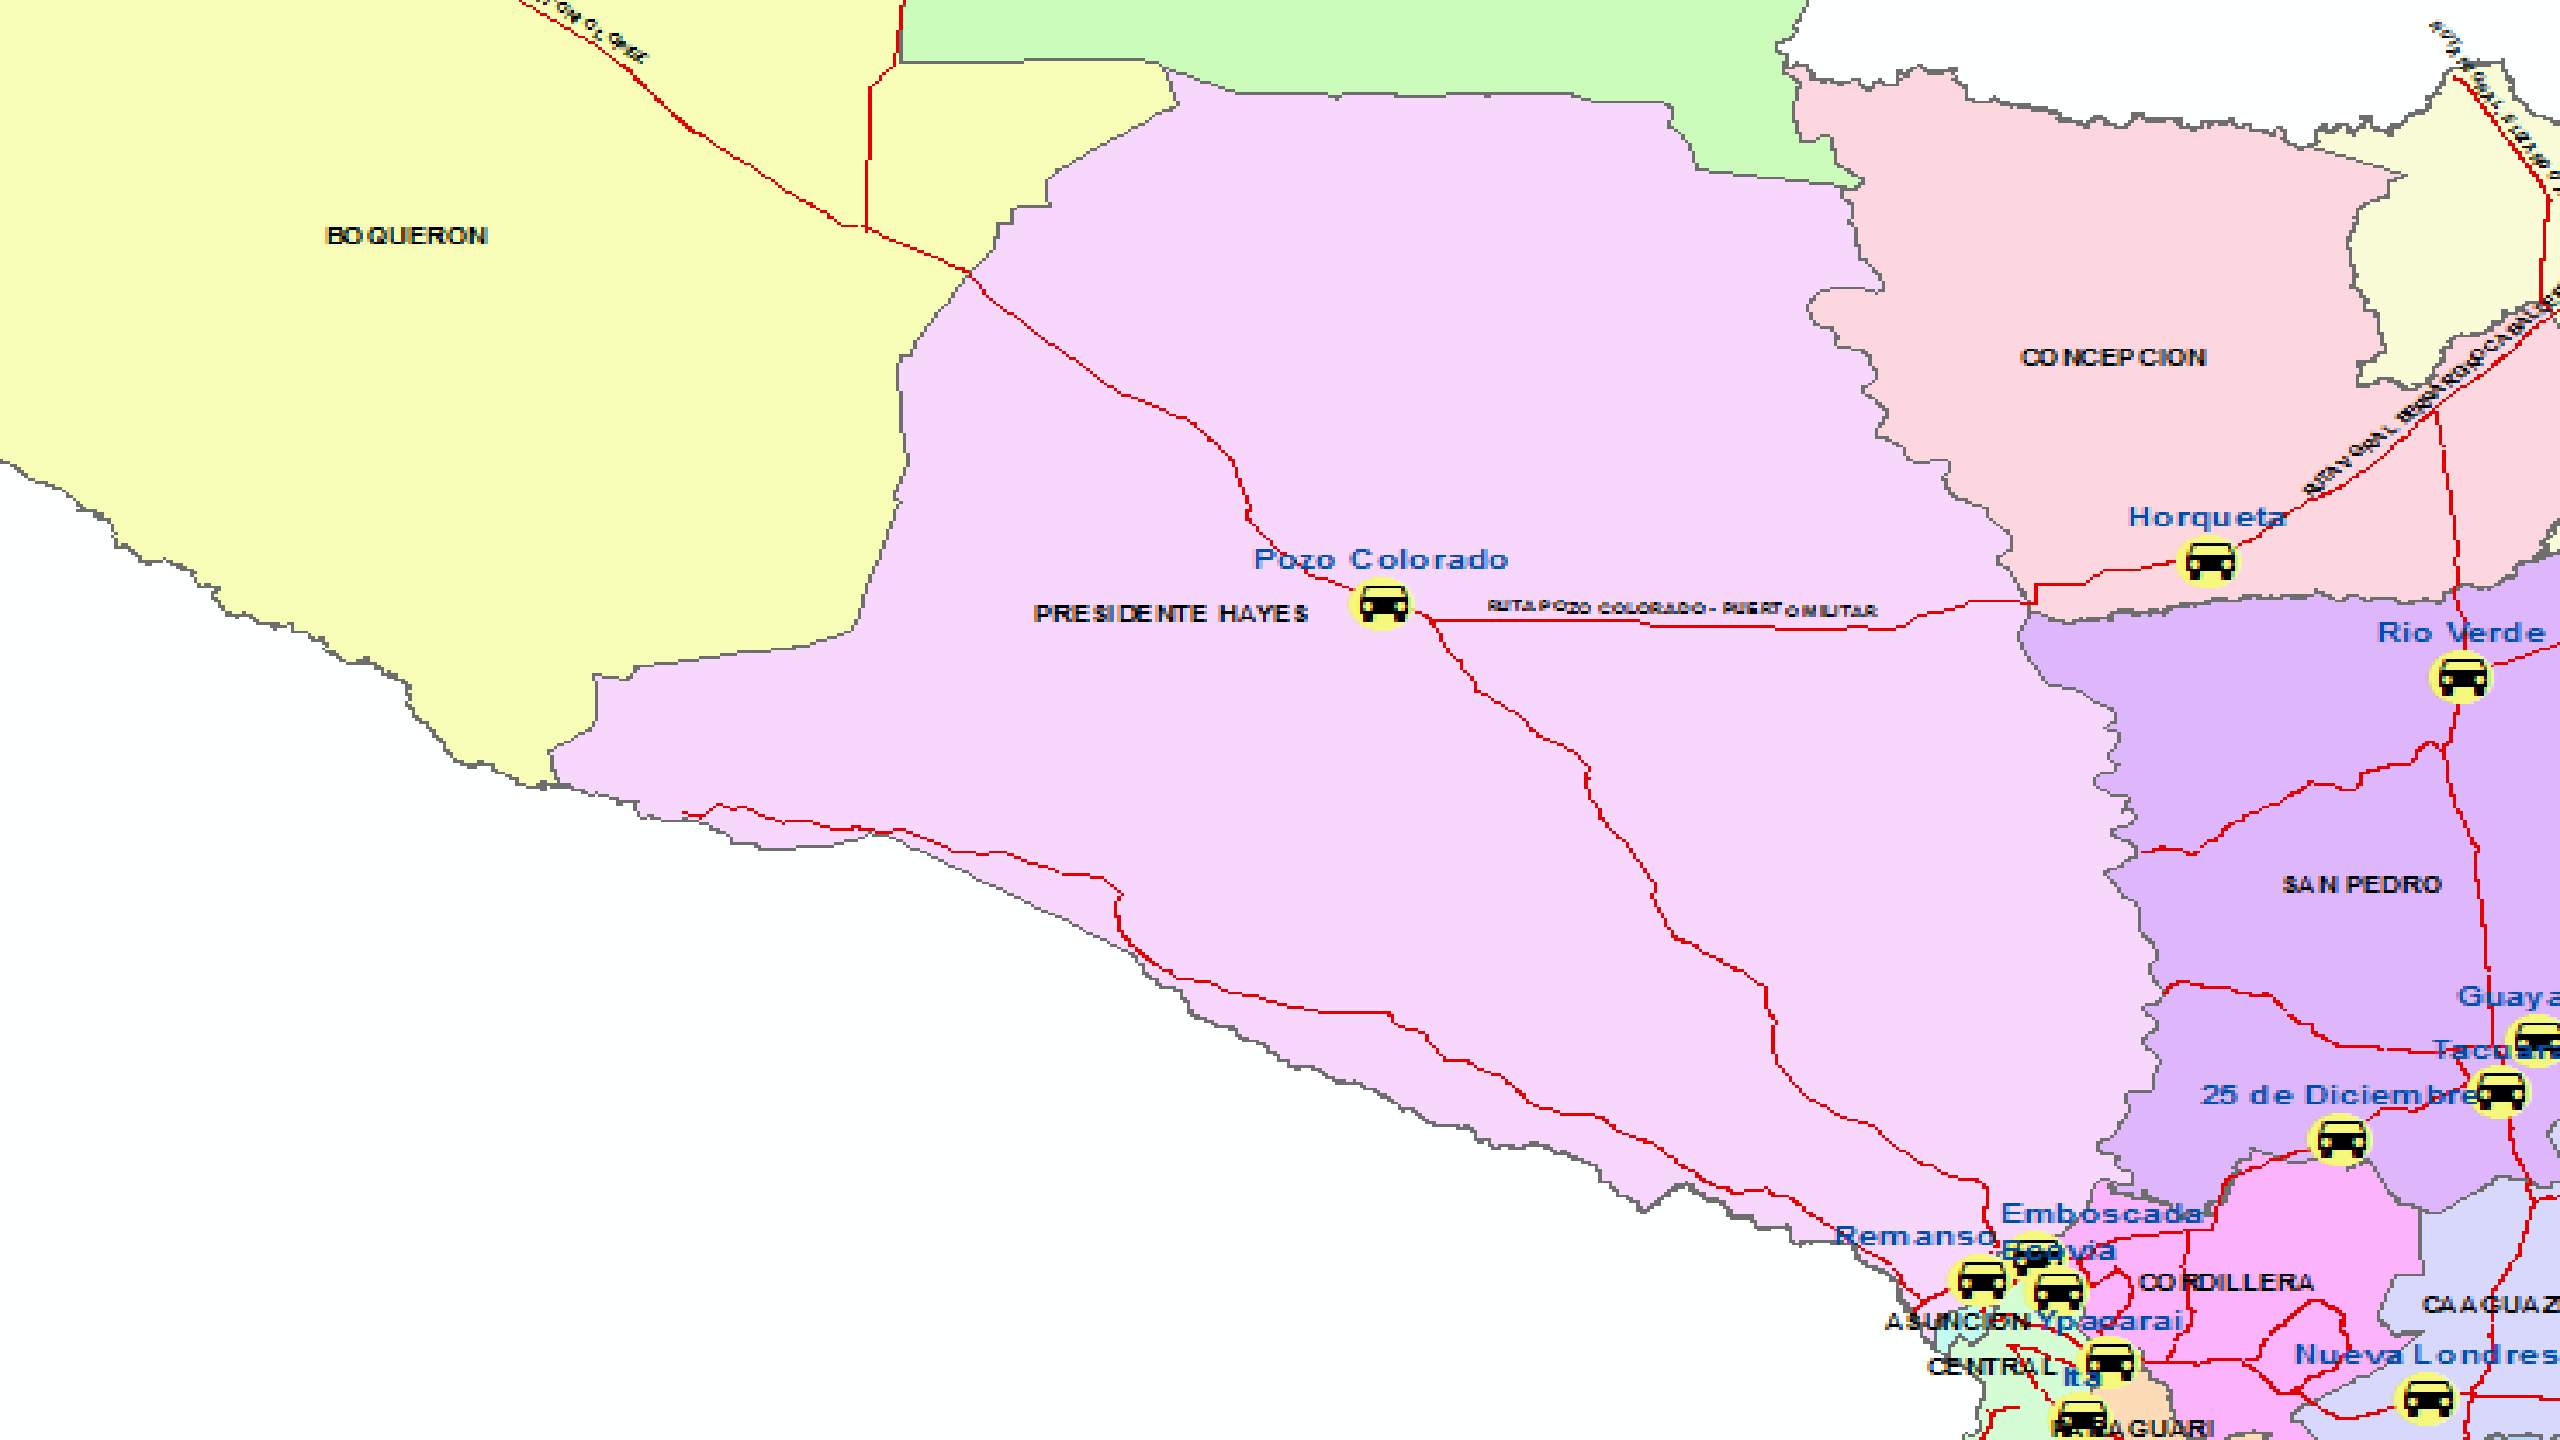 BOQUERON
CONCEPCION
Horqueta
Pozo Colorado
PRESIDENTE HAYES
RUTA POZO COLORADO - PUERTO MILITAR
Rio Verde
SAN PEDRO
Guaya
25 de Diciembre
Emboscada
Remanso
CORDILLERA
CAAGUAZ
ASUNCION
Ypacarai
Nueva Londres
CENTRAL
Ita